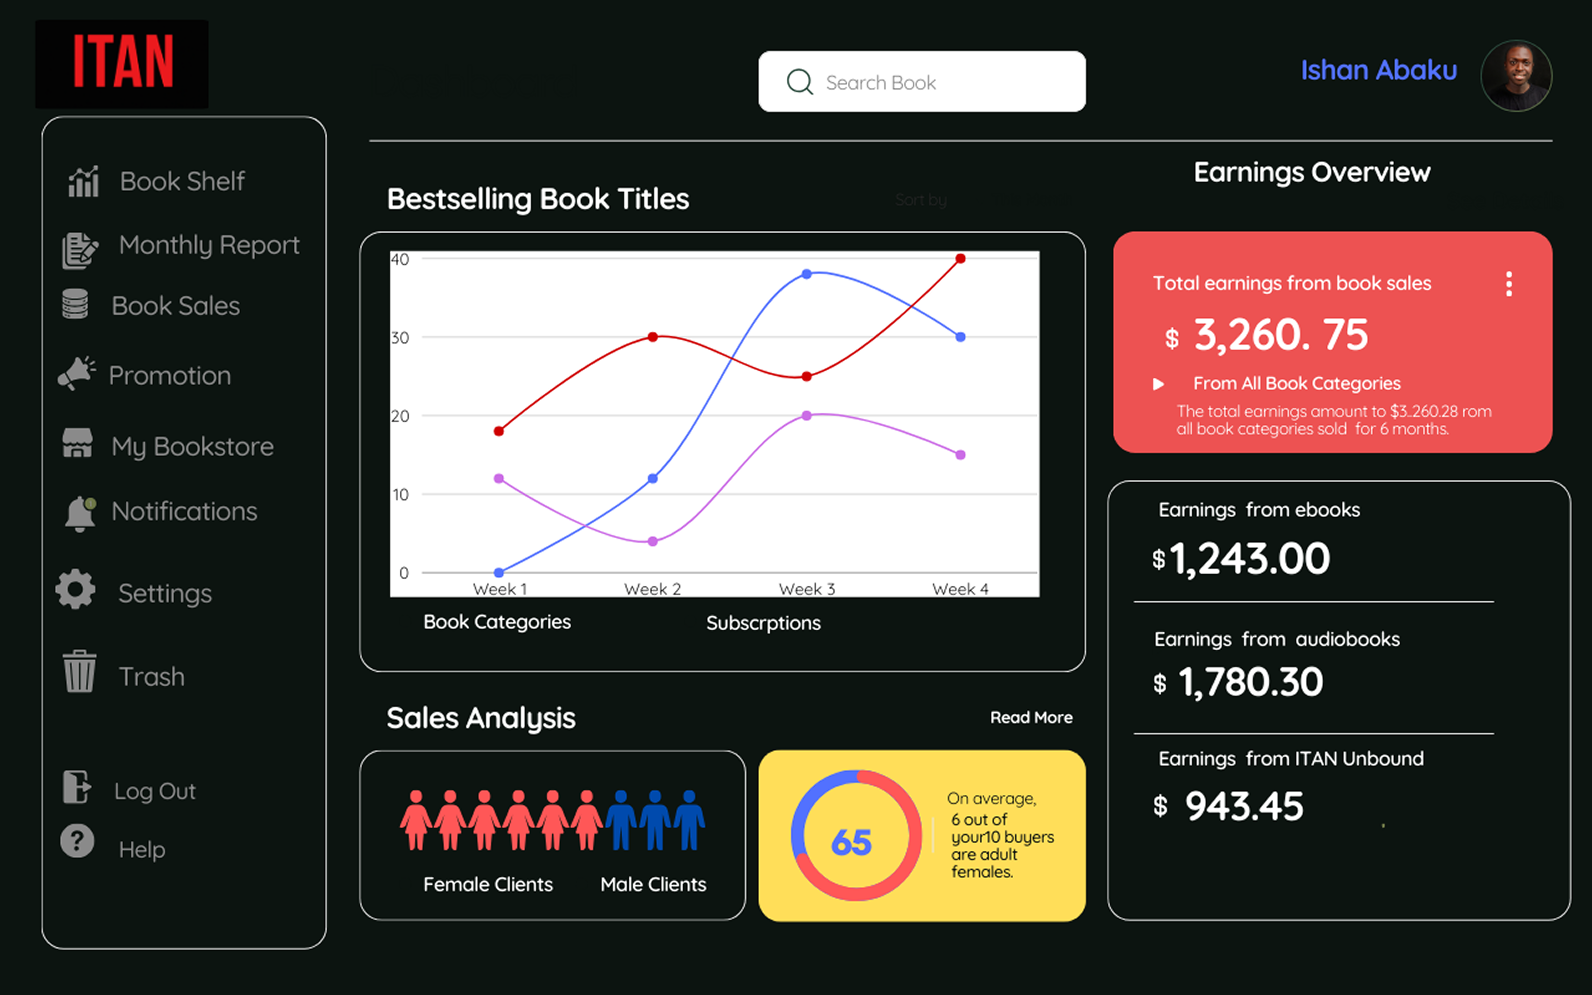 ITAN
Search Book
Ishan Abaku
Book Shelf
Monthly Report
Book Sales
Promotion
My Bookstore
Notifications
Settings
Trash
Log Out
? Help
Bestselling Book Titles
Sort by
40
30
20
10
0
Week 1 Week 2 Week 3 Week 4
Book Categories Subscrptions
Sales Analysis
Read More
Female Clients Male Clients
65
On average,
6 out of
your10 buyers
are adult
females.
Earnings Overview
Total earnings from book sales
$ 3,260. 75
From All Book Categories
The total earnings amount to $3..260.28 rom
all book categories sold for 6 months.
Earnings from ebooks
$1,243.00
Earnings from audiobooks
$ 1,780.30
Earnings from ITAN Unbound
$ 943.45